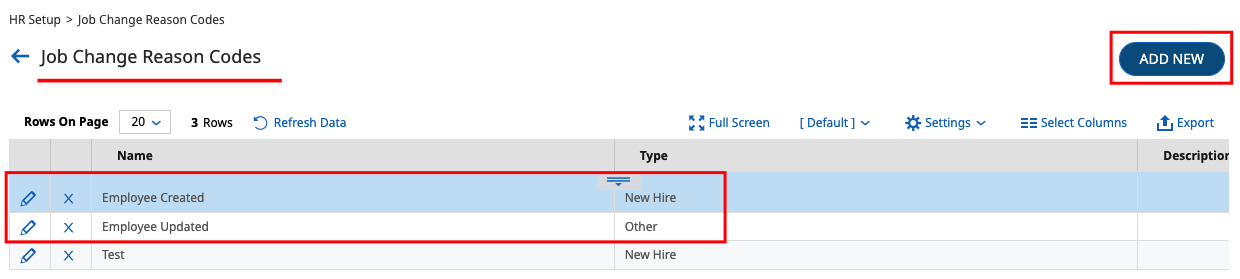 HR Setup > Job Change Reason Codes
Job Change Reason Codes
ADD NEW
Rows On Page 20 3 Rows Refresh Data Full Screen [ Default ] Settings Select Columns Export
Name Type Description
Employee Created New Hire
Employee Updated Other
Test New Hire